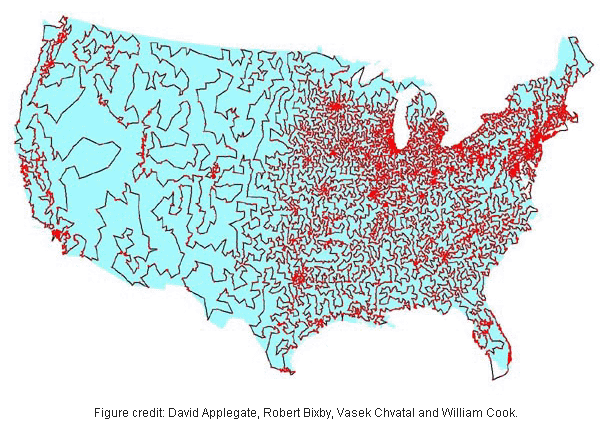 Figure credit: David Applegate, Robert Bixby, Vasek Chvatal and William Cook.